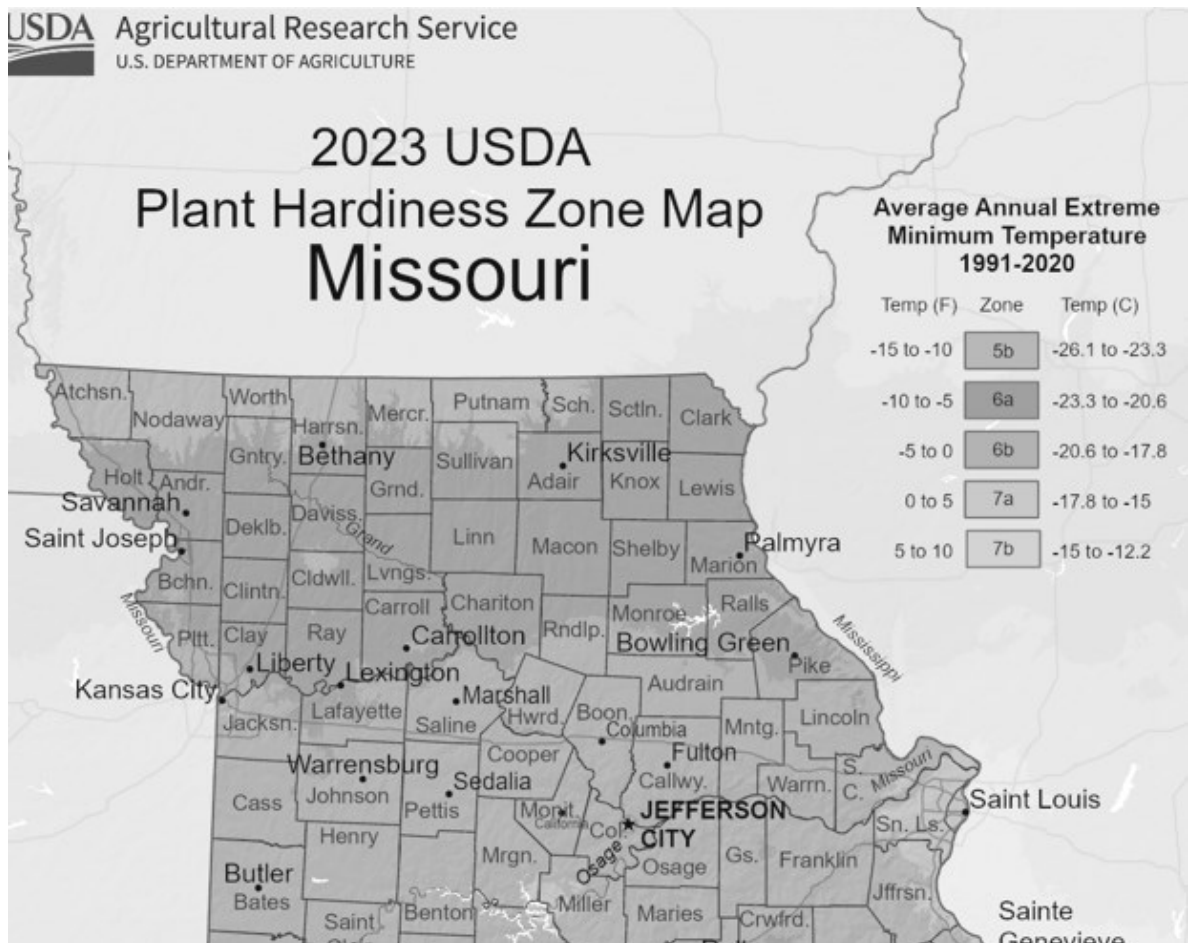 USDA
Agricultural Research Service
U.S. DEPARTMENT OF AGRICULTURE
2023 USDA
Plant Hardiness Zone Map
Missouri
Average Annual Extreme
Minimum Temperature
1991-2020
Temp (F) Zone Temp (C)
-15 to -10 5b -26.1 to -23.3
-10 to -5 6a -23.3 to -20.6
-5 to 0 6b -20.6 to -17.8
0 to 5 7a -17.8 to -15
5 to 10 7b -15 to -12.2
Atchsn.
Nodaway
Worth
Harrsn.
Mercr.
Putnam
Sch.
Sctln.
Clark
Gntry.
Bethany
Grnd.
Sullivan
Kirksville
Adair
Knox
Lewis
Holt
Andr.
Savannah
Deklb.
Daviss.
Grand
Linn
Macon
Shelby
Palmyra
Marion
Saint Joseph
Bchn.
Clintn.
Cldwll.
Lvngs.
Chariton
Carroll
Monroe
Ralls
Missouri
Pltt.
Clay
Ray
Carrollton
Rndlp.
Bowling Green
Pike
Mississippi
Liberty
Lexington
Kansas City
Jacksn.
Lafayette
Marshall
Saline
Hwrd.
Boon.
Columbia
Audrain
Mntg.
Lincoln
Cooper
Fulton
Callwy.
Warrn.
S.
C.
Missouri
Warrensburg
Johnson
Sedalia
Pettis
Cass
Monit.
California
Col.
JEFFERSON
CITY
Saint Louis
Sn. Ls.
Henry
Mrgn.
Osage
Osage
Gs.
Franklin
Jffrsn.
Butler
Bates
Saint
Benton
Miller
Maries
Crwfrd.
Sainte
Genevieve